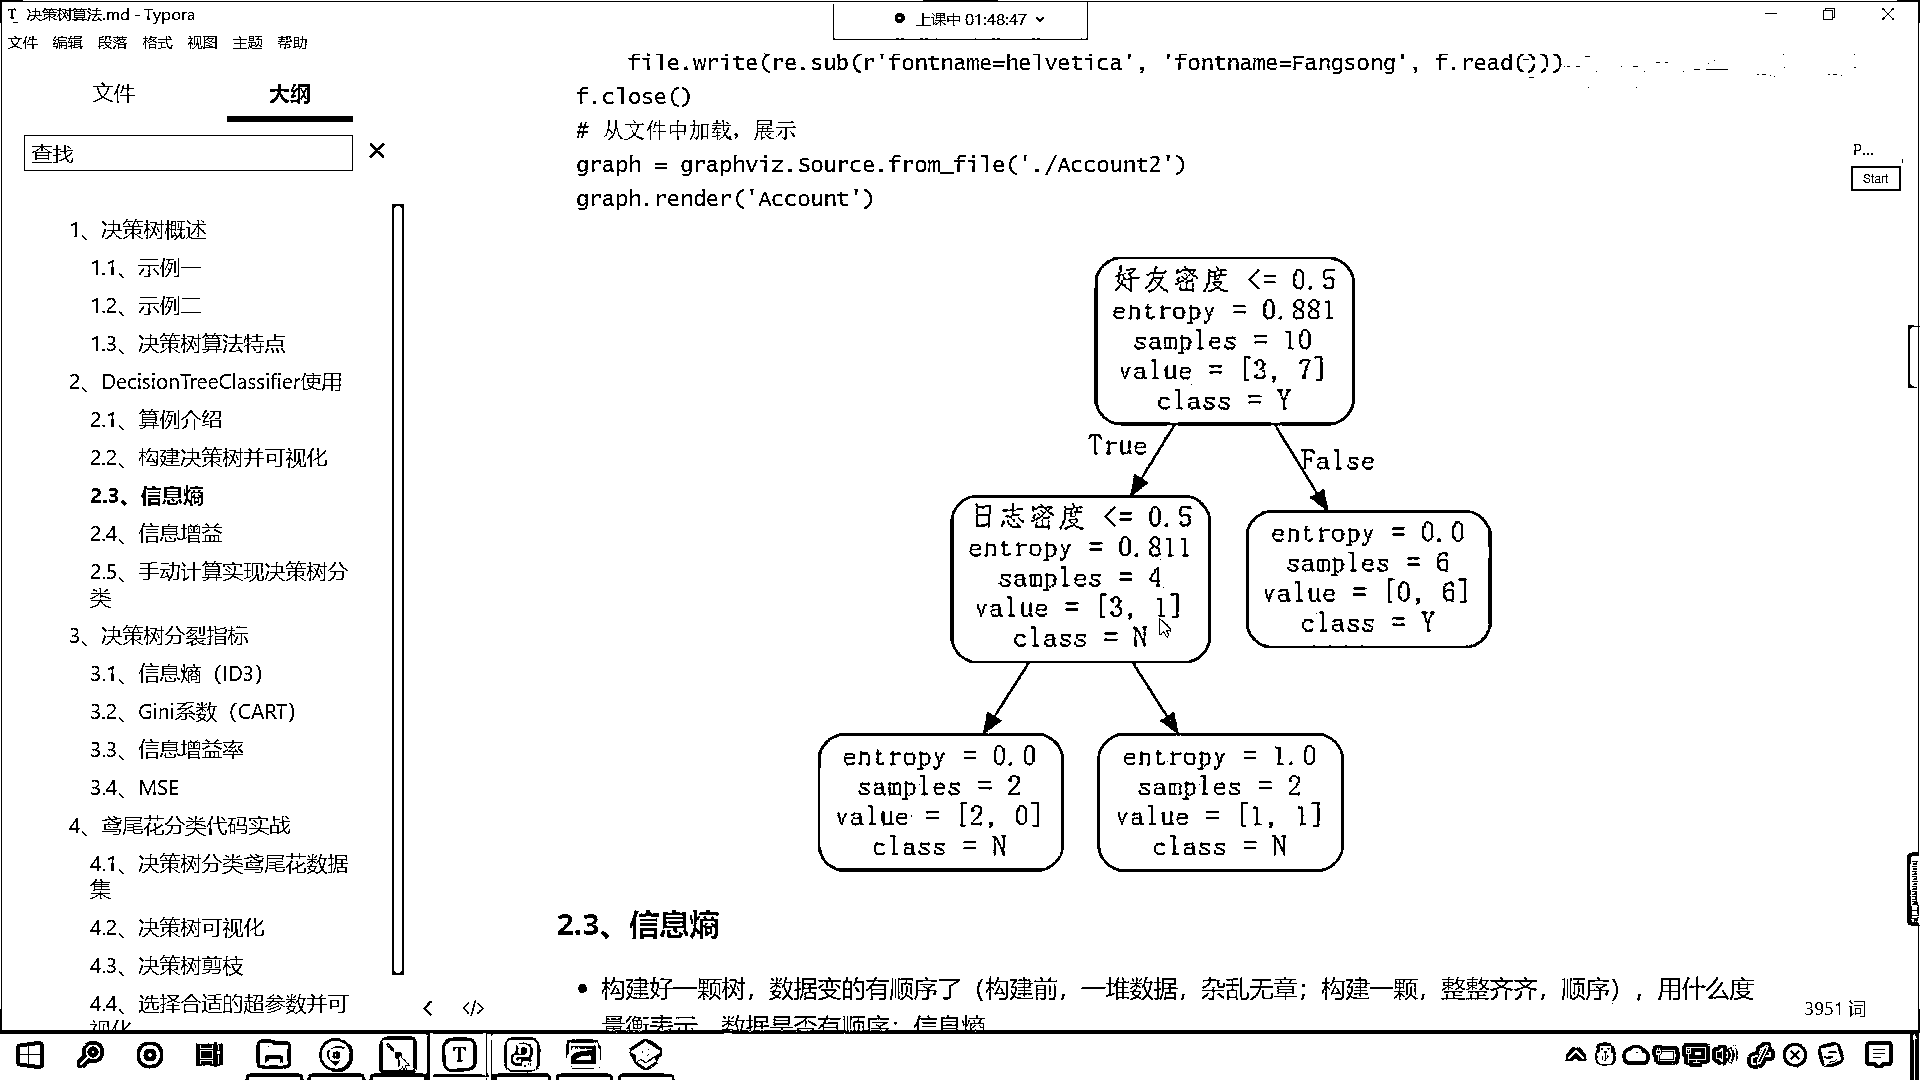 决策树算法.md - Typora
上课中 01:48:47
文件 编辑 段落 格式 视图 主题 帮助
文件 大纲
查找
1、决策树概述
1.1、示例一
1.2、示例二
1.3、决策树算法特点
2、DecisionTreeClassifier使用
2.1、算例介绍
2.2、构建决策树并可视化
2.3、信息熵
2.4、信息增益
2.5、手动计算实现决策树分
类
3、决策树分裂指标
3.1、信息熵（ID3）
3.2、Gini系数（CART）
3.3、信息增益率
3.4、MSE
4、鸢尾花分类代码实战
4.1、决策树分类鸢尾花数据
集
4.2、决策树可视化
4.3、决策树剪枝
4.4、选择合适的超参数并可
视化
file.write(re.sub(r'fontname=helvetica', 'fontname=Fangsong', f.read()))
f.close()
# 从文件中加载，展示
graph = graphviz.Source.from_file('./Account2')
graph.render('Account')
P...
Start
好友密度 <= 0.5
entropy = 0.881
samples = 10
value = [3, 7]
class = Y
True
False
日志密度 <= 0.5
entropy = 0.811
samples = 4
value = [3, 1]
class = N
entropy = 0.0
samples = 6
value = [0, 6]
class = Y
entropy = 0.0
samples = 2
value = [2, 0]
class = N
entropy = 1.0
samples = 2
value = [1, 1]
class = N
2.3、信息熵
构建好一颗树，数据变的有顺序了（构建前，一堆数据，杂乱无章；构建一颗，整整齐齐，顺序），用什么度
量衡表示，数据是否有顺序：信息熵
3951 词